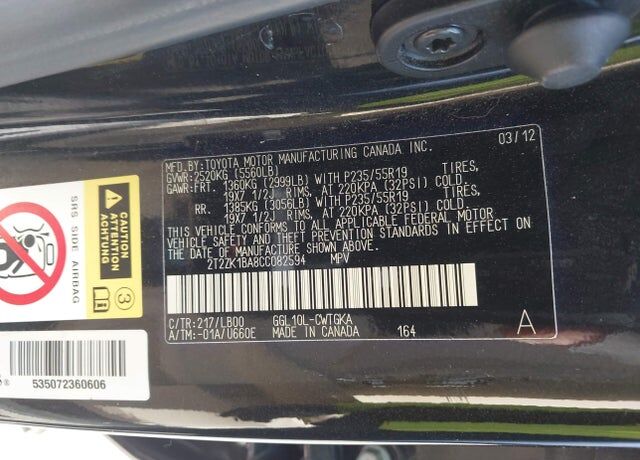 MFD.BY: TOYOTA MOTOR MANUFACTURING CANADA INC. 03/12
GVWR: 2520KG (5560LB)
GAWR: FRT. 1360KG (2999LB) WITH P235/55R19 TIRES,
19X7 1/2J RIMS, AT 220KPA (32PSI) COLD.
RR. 1385KG (3056LB) WITH P235/55R19 TIRES,
19X7 1/2J RIMS, AT 220KPA (32PSI) COLD.
THIS VEHICLE CONFORMS TO ALL APPLICABLE FEDERAL MOTOR
VEHICLE SAFETY AND THEFT PREVENTION STANDARDS IN EFFECT ON
THE DATE OF MANUFACTURE SHOWN ABOVE.
2T2ZK1BA8CC082594 MPV
C/TR: 217/LB00 GGL10L-CWTGKA
A/TM: -01A/U660E MADE IN CANADA 164 A
SRS SIDE AIRBAG
3
535072360606